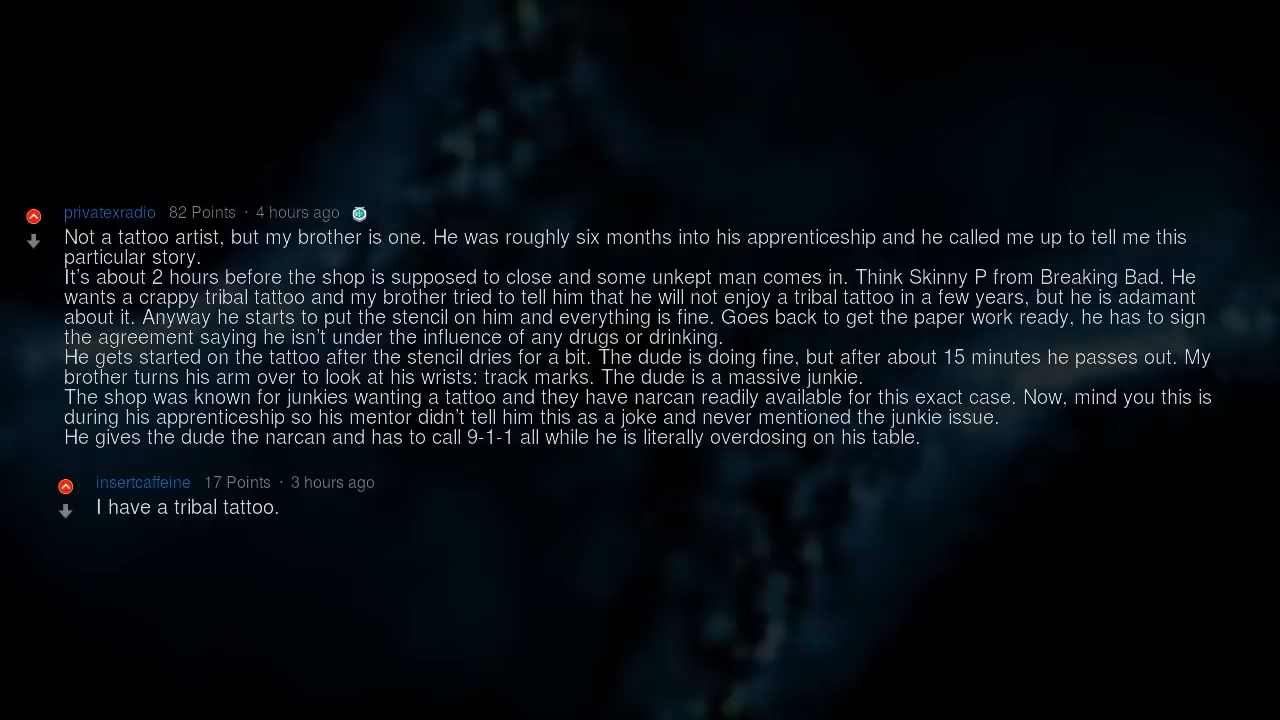 privatexradio 82 Points · 4 hours ago
Not a tattoo artist, but my brother is one. He was roughly six months into his apprenticeship and he called me up to tell me this
particular story.
It's about 2 hours before the shop is supposed to close and some unkept man comes in. Think Skinny P from Breaking Bad. He
wants a crappy tribal tattoo and my brother tried to tell him that he will not enjoy a tribal tattoo in a few years, but he is adamant
about it. Anyway he starts to put the stencil on him and everything is fine. Goes back to get the paper work ready, he has to sign
the agreement saying he isn't under the influence of any drugs or drinking.
He gets started on the tattoo after the stencil dries for a bit. The dude is doing fine, but after about 15 minutes he passes out. My
brother turns his arm over to look at his wrists: track marks. The dude is a massive junkie.
The shop was known for junkies wanting a tattoo and they have narcan readily available for this exact case. Now, mind you this is
during his apprenticeship so his mentor didn't tell him this as a joke and never mentioned the junkie issue.
He gives the dude the narcan and has to call 9-1-1 all while he is literally overdosing on his table.
insertcaffeine 17 Points · 3 hours ago
I have a tribal tattoo.